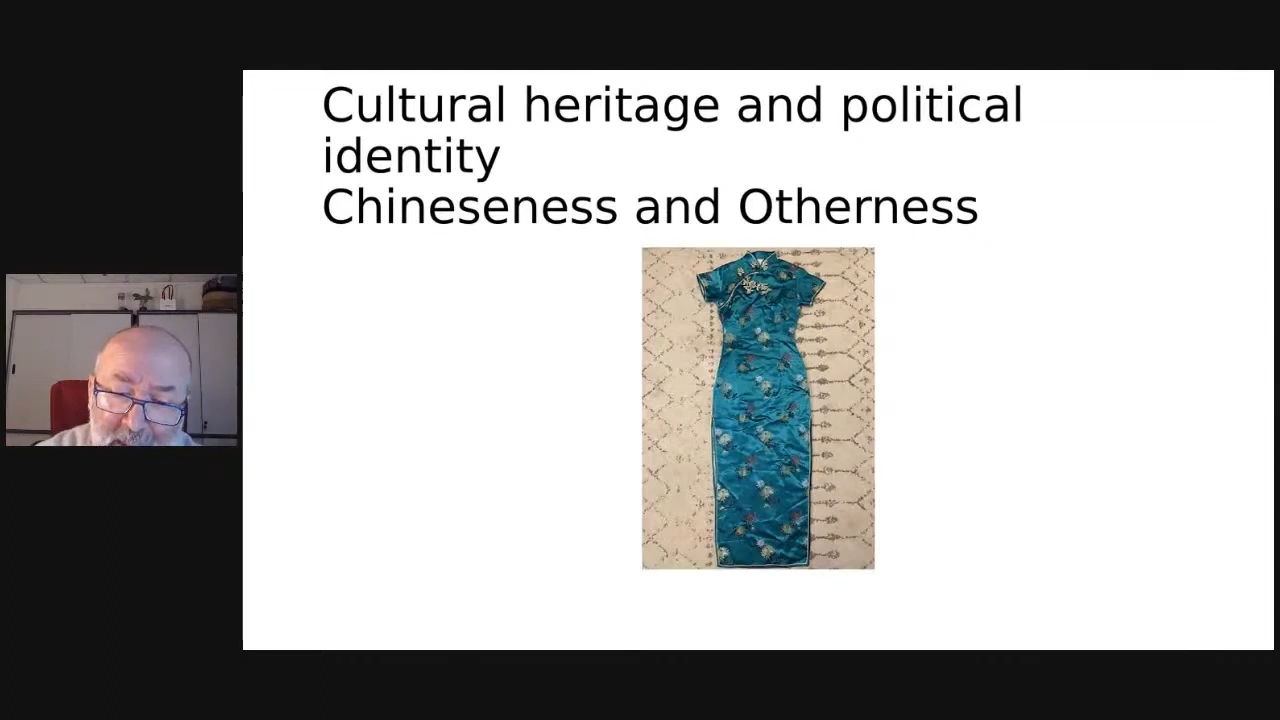 Cultural heritage and political
identity
Chineseness and Otherness